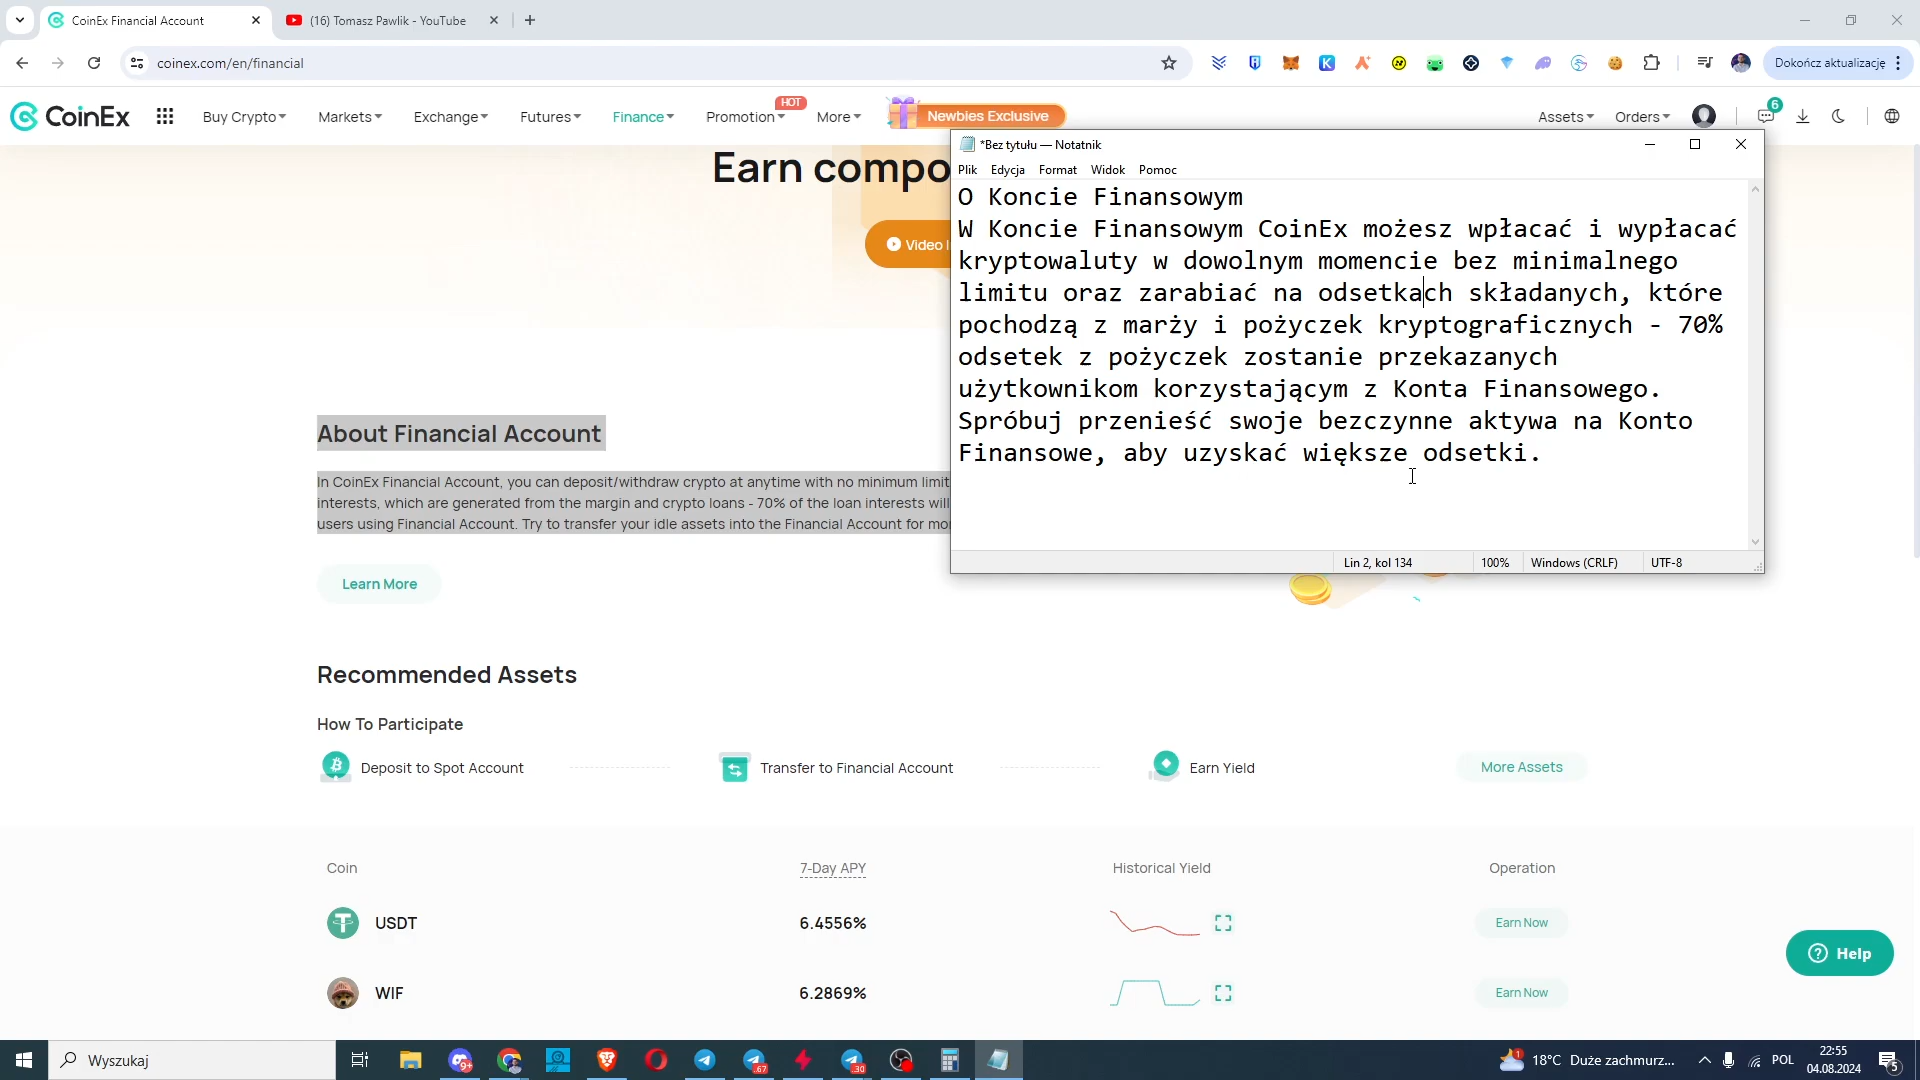 CoinEx Financial Account
(16) Tomasz Pawlik - YouTube
coinex.com/en/financial
Dokończ aktualizację
CoinEx
Buy Crypto
Markets
Exchange
Futures
Finance
Promotion
HOT
More
Newbies Exclusive
Assets
Orders
6
Earn compo
Video I
*Bez tytułu — Notatnik
Plik Edycja Format Widok Pomoc
O Koncie Finansowym
W Koncie Finansowym CoinEx możesz wpłacać i wypłacać
kryptowaluty w dowolnym momencie bez minimalnego
limitu oraz zarabiać na odsetkach składanych, które
pochodzą z marży i pożyczek kryptograficznych - 70%
odsetek z pożyczek zostanie przekazanych
użytkownikom korzystającym z Konta Finansowego.
Spróbuj przenieść swoje bezczynne aktywa na Konto
Finansowe, aby uzyskać większe odsetki.
Lin 2, kol 134
100%
Windows (CRLF)
UTF-8
About Financial Account
In CoinEx Financial Account, you can deposit/withdraw crypto at anytime with no minimum limit
interests, which are generated from the margin and crypto loans - 70% of the loan interests will
users using Financial Account. Try to transfer your idle assets into the Financial Account for mo
Learn More
Recommended Assets
How To Participate
Deposit to Spot Account
Transfer to Financial Account
Earn Yield
More Assets
Coin 7-Day APY Historical Yield Operation
USDT 6.4556% Earn Now
WIF 6.2869% Earn Now
Help
Wyszukaj
9+
67
30
1
18°C Duże zachmurz...
POL
22:55
04.08.2024
5